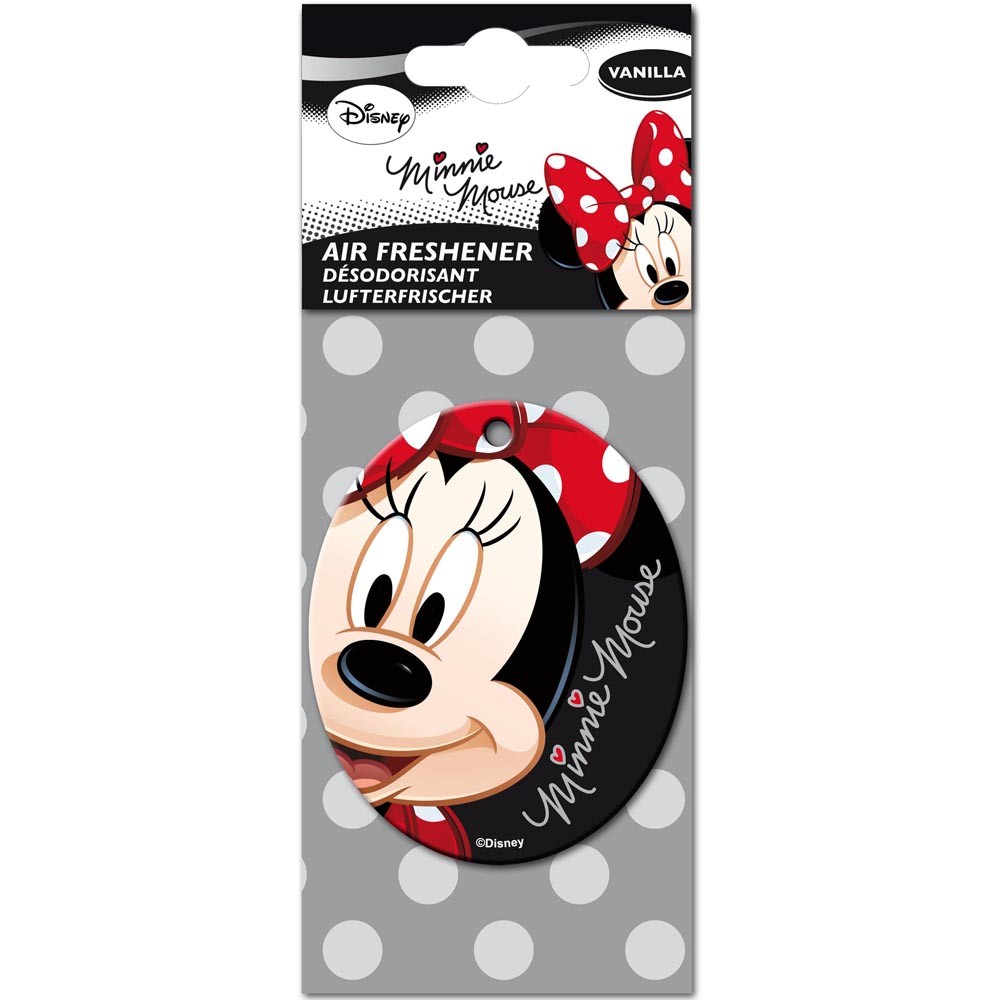 VANILLA
Disney
Minnie
Mouse
AIR FRESHENER
DÉSODORISANT
LUFTERFRISCHER
Minnie Mouse
©Disney